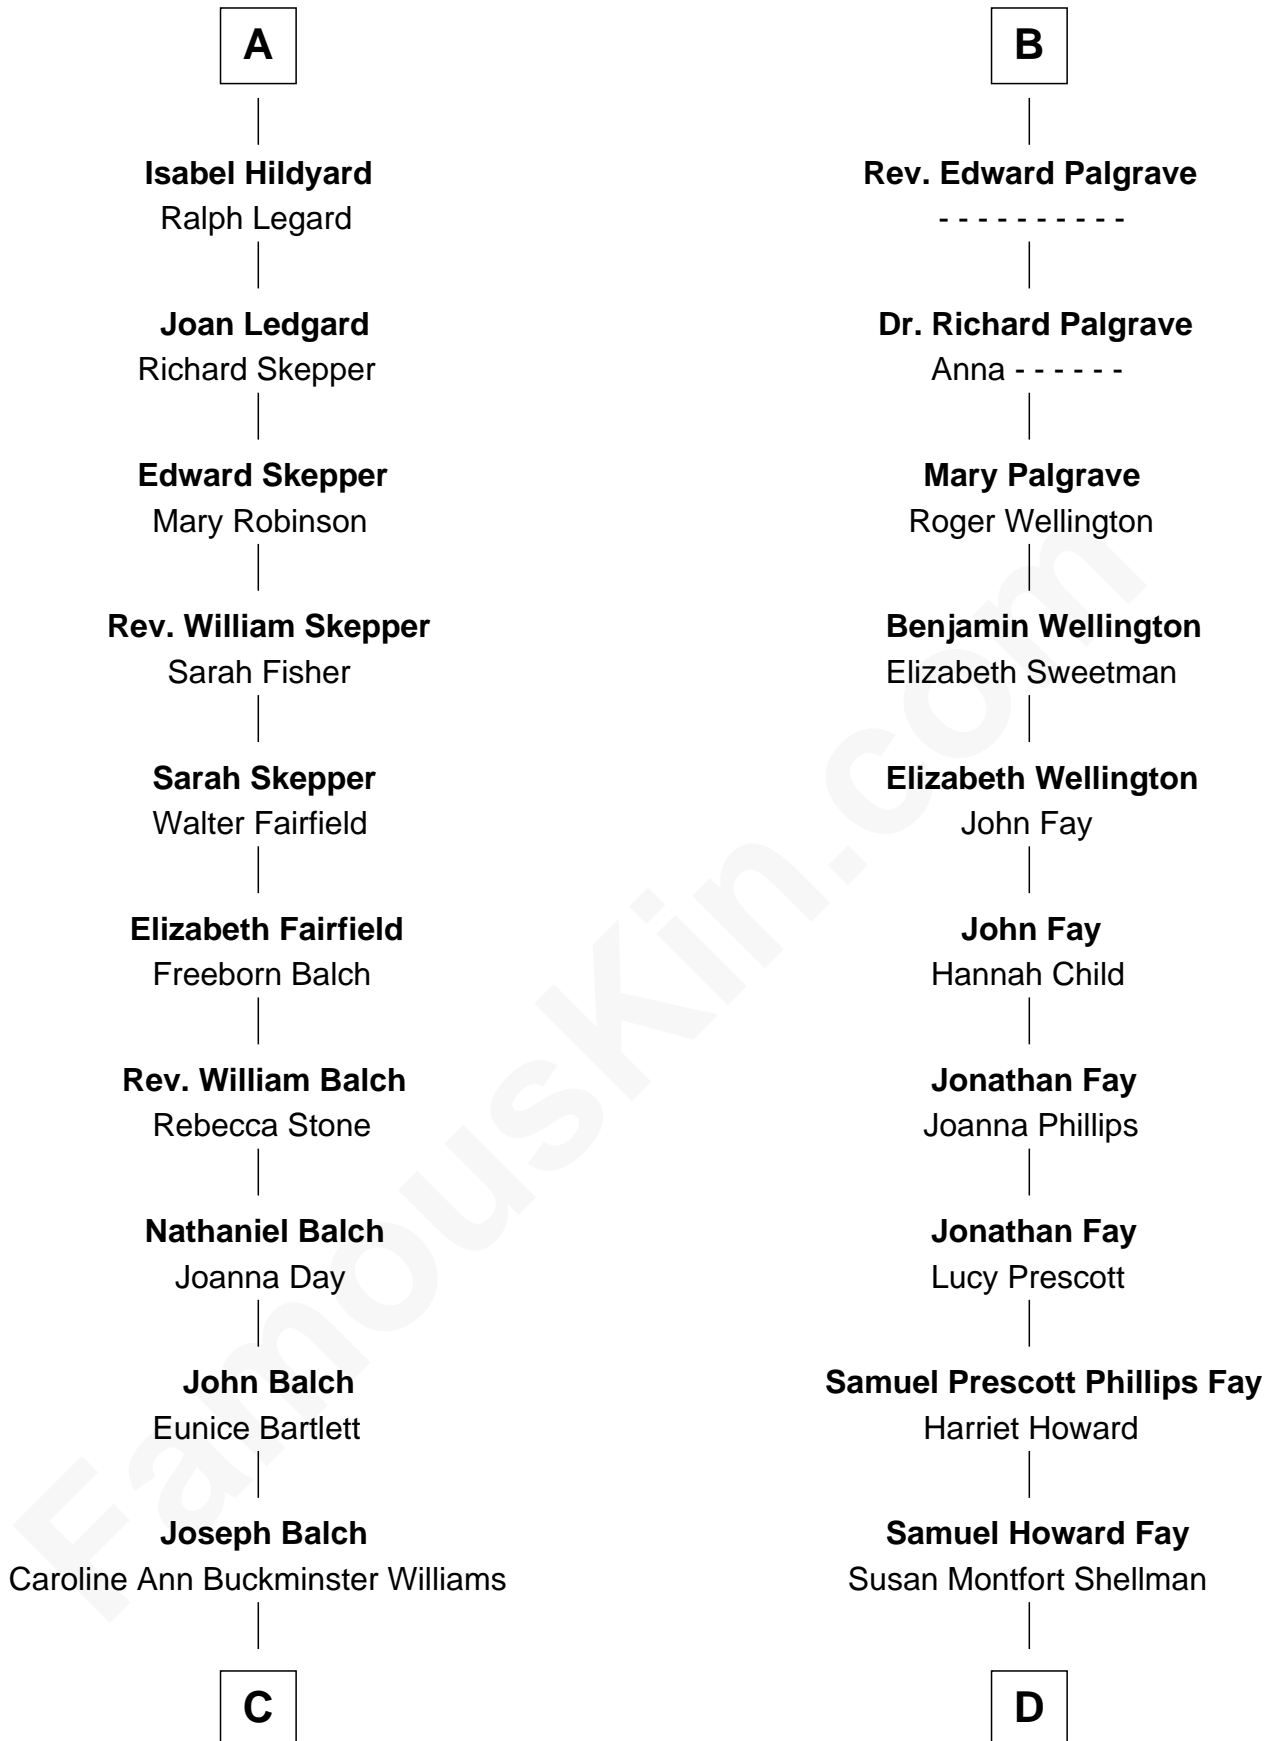 A
Isabel Hildyard
Ralph Legard
Joan Ledgard
Richard Skepper
Edward Skepper
Mary Robinson
Rev. William Skepper
Sarah Fisher
Sarah Skepper
Walter Fairfield
Elizabeth Fairfield
Freeborn Balch
Rev. William Balch
Rebecca Stone
Nathaniel Balch
Joanna Day
John Balch
Eunice Bartlett
Joseph Balch
Caroline Ann Buckminster Williams
C
B
Rev. Edward Palgrave
- - - - - - - - - -
Dr. Richard Palgrave
Anna - - - - - -
Mary Palgrave
Roger Wellington
Benjamin Wellington
Elizabeth Sweetman
Elizabeth Wellington
John Fay
John Fay
Hannah Child
Jonathan Fay
Joanna Phillips
Jonathan Fay
Lucy Prescott
Samuel Prescott Phillips Fay
Harriet Howard
Samuel Howard Fay
Susan Montfort Shellman
D
FamousKin.com